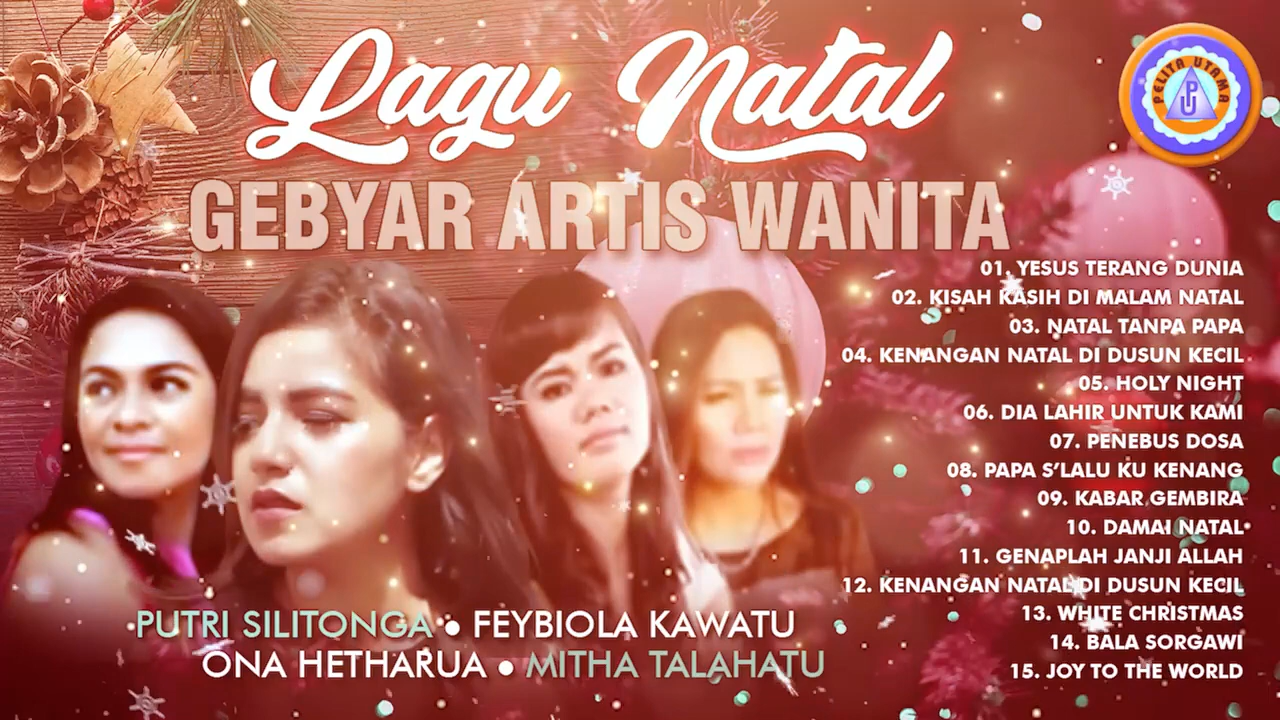 Lagu Natal
PELITA UTAMA
PU
GEBYAR ARTIS WANITA
01. YESUS TERANG DUNIA
02. KISAH KASIH DI MALAM NATAL
03. NATAL TANPA PAPA
04. KENANGAN NATAL DI DUSUN KECIL
05. HOLY NIGHT
06. DIA LAHIR UNTUK KAMI
07. PENEBUS DOSA
08. PAPA S'LALU KU KENANG
09. KABAR GEMBIRA
10. DAMAI NATAL
11. GENAPLAH JANJI ALLAH
12. KENANGAN NATAL DI DUSUN KECIL
13. WHITE CHRISTMAS
14. BALA SORGAWI
15. JOY TO THE WORLD
PUTRI SILITONGA • FEYBIOLA KAWATU
ONA HETHARUA • MITHA TALAHATU